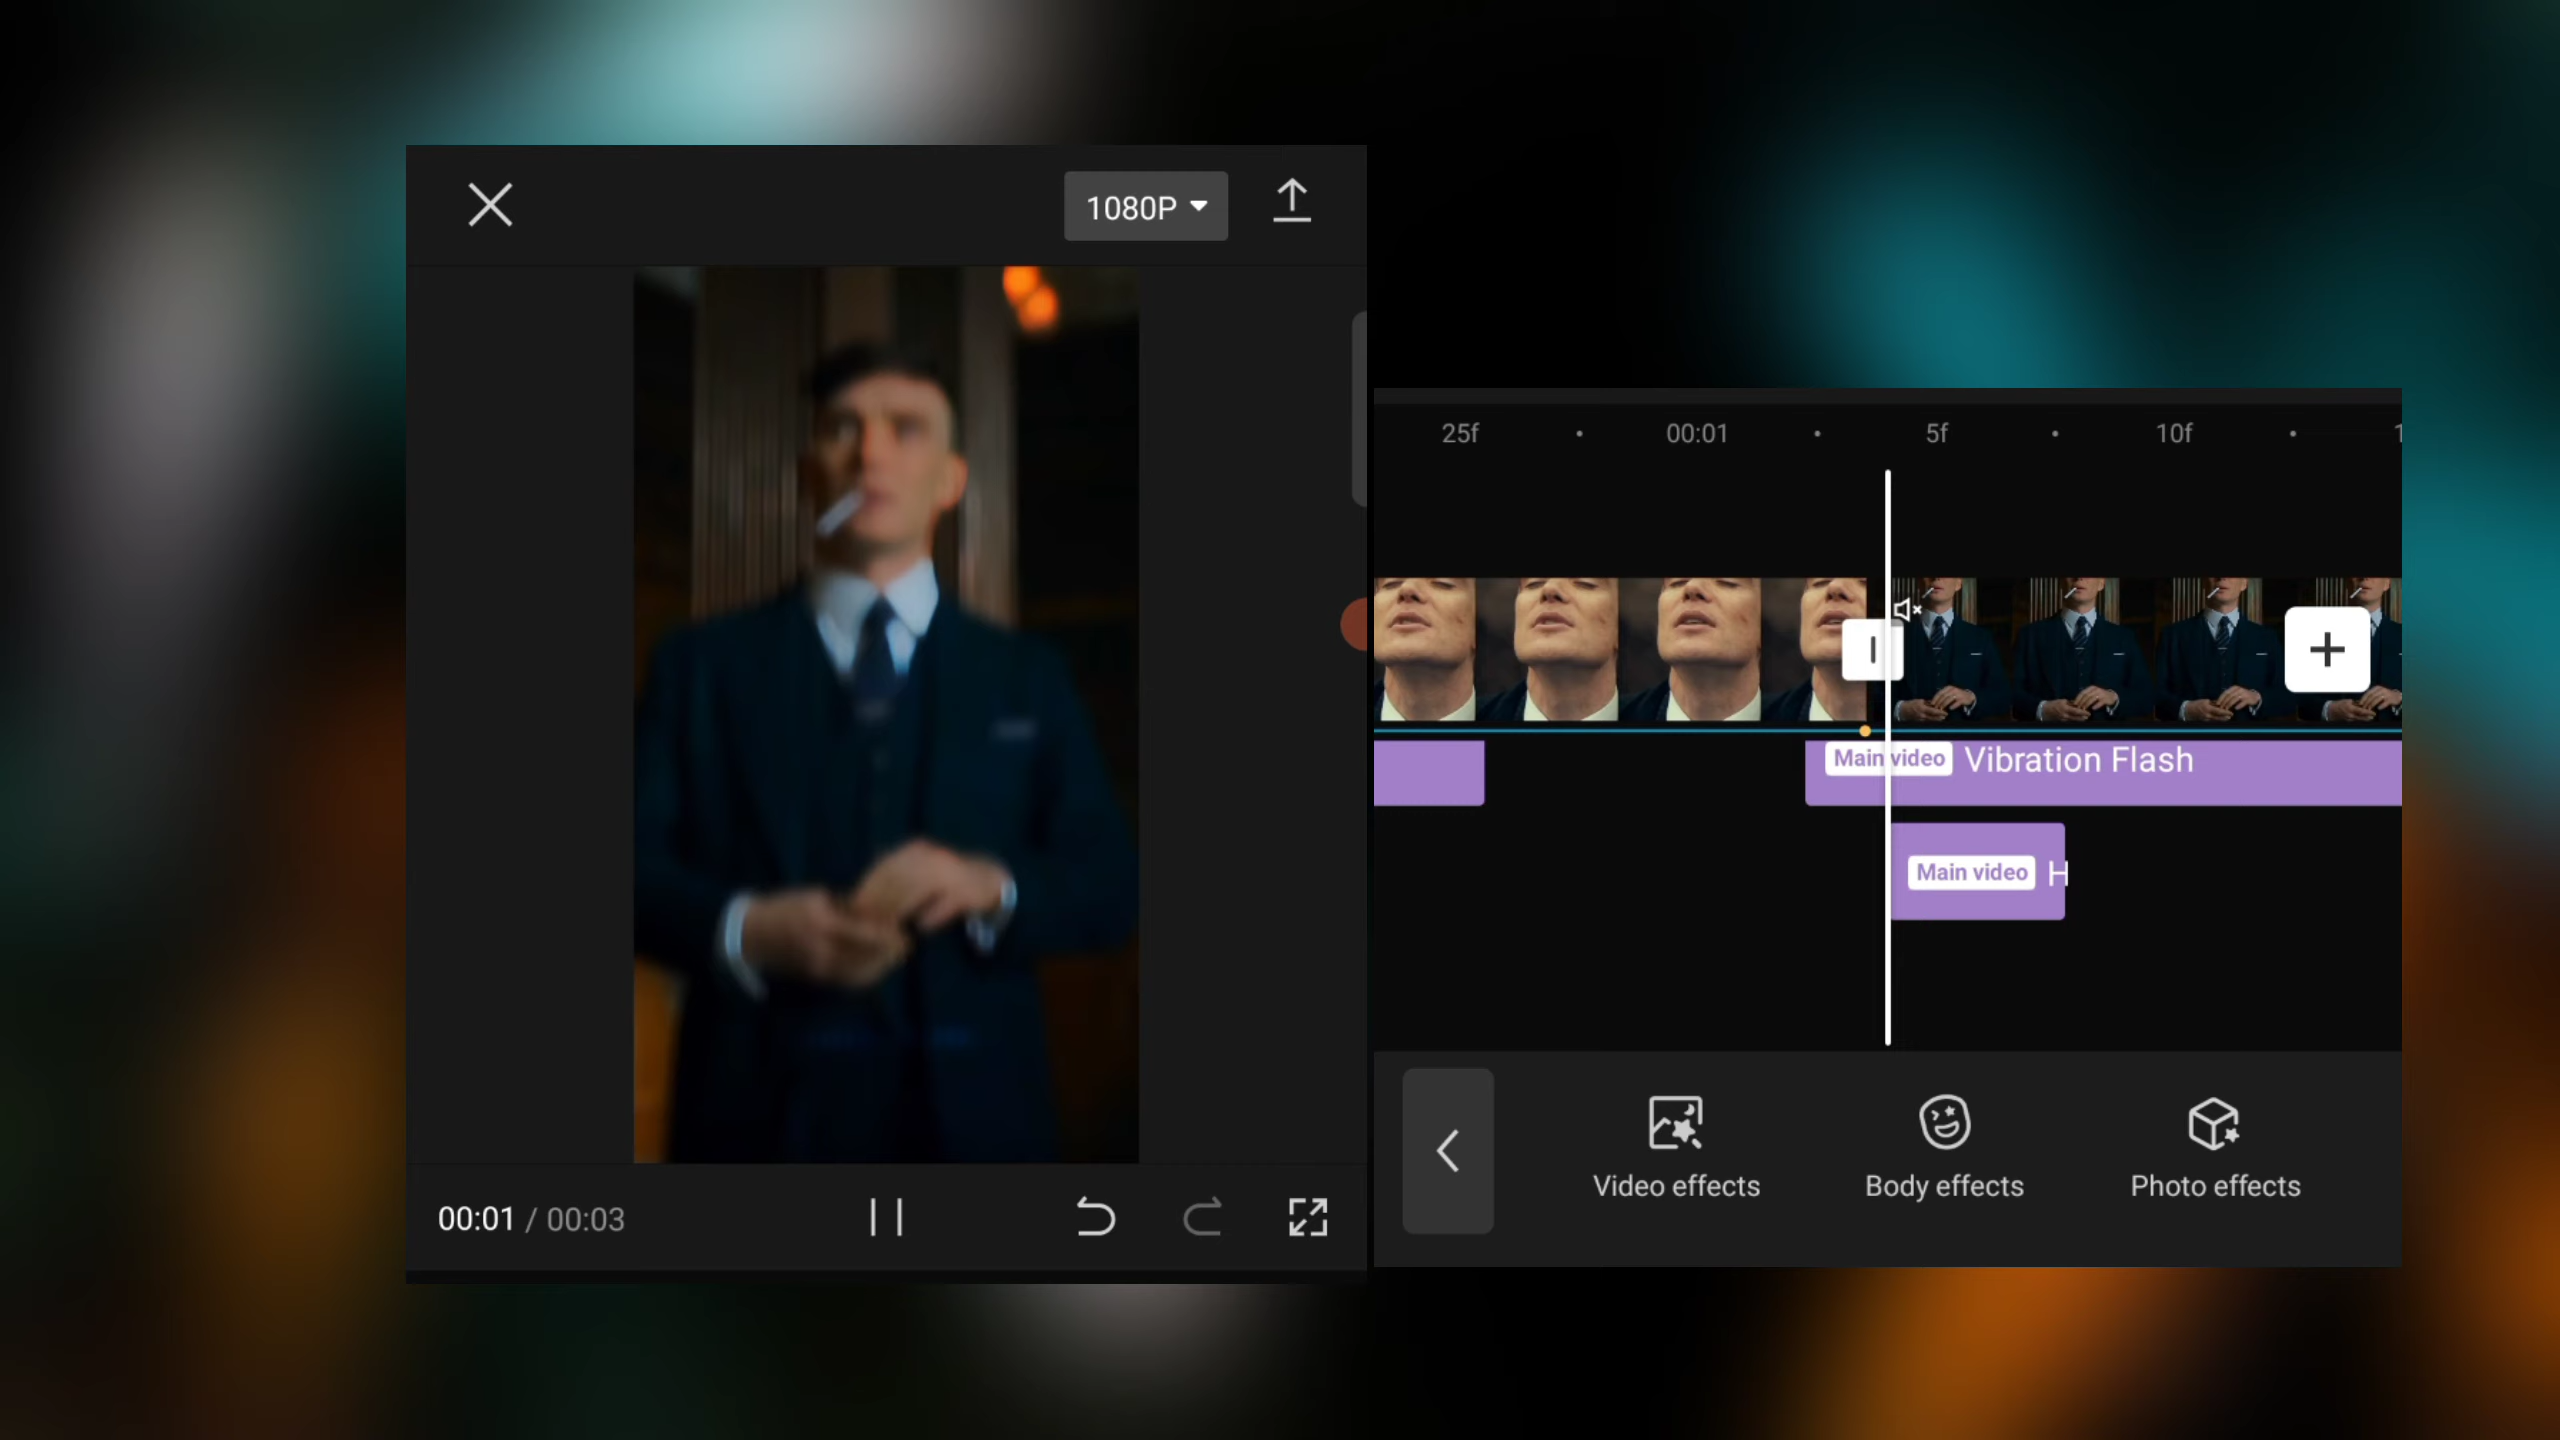 1080P
00:01 / 00:03
25f 00:01 5f 10f
Main video Vibration Flash
Main video H
Video effects Body effects Photo effects